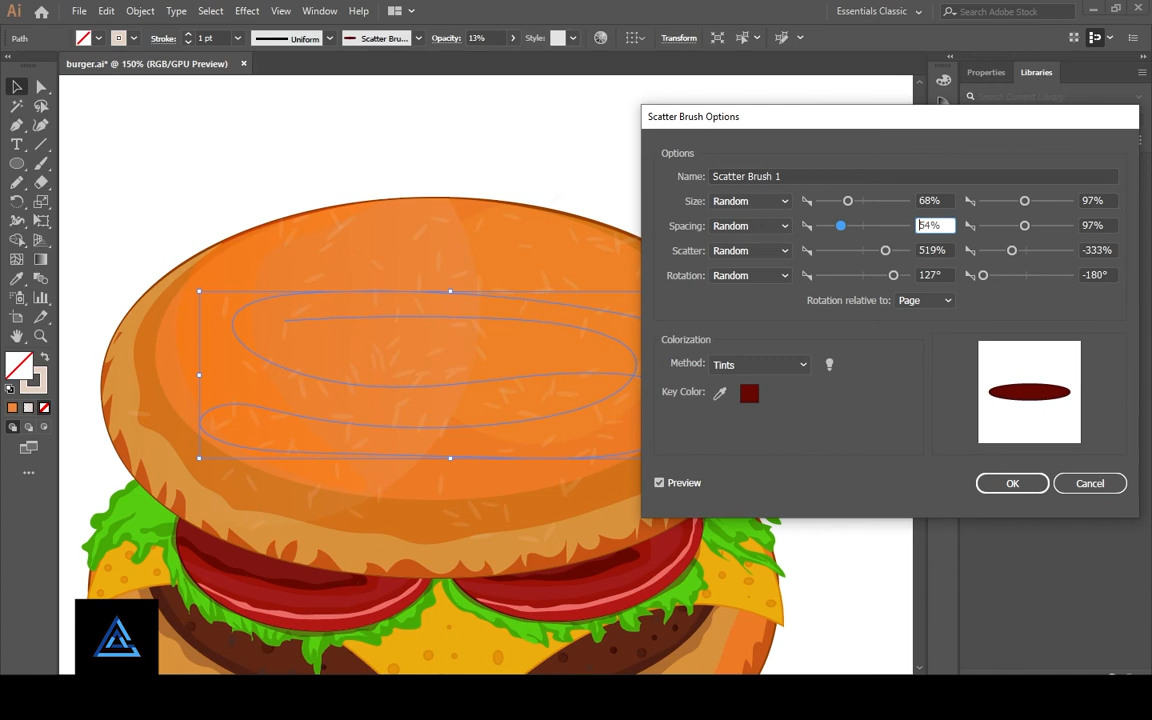 Ai File Edit Object Type Select Effect View Window Help Essentials Classic Search Adobe Stock
Path Stroke: 1 pt Uniform Scatter Bru... Opacity: 13% Style: Transform
burger.ai* @ 150% (RGB/GPU Preview) ×
Properties Libraries
Search Current Library
Scatter Brush Options
Options
Name: Scatter Brush 1
Size: Random 68% 97%
Spacing: Random 54% 97%
Scatter: Random 519% -333%
Rotation: Random 127° -180°
Rotation relative to: Page
Colorization
Method: Tints
Key Color:
Preview OK Cancel